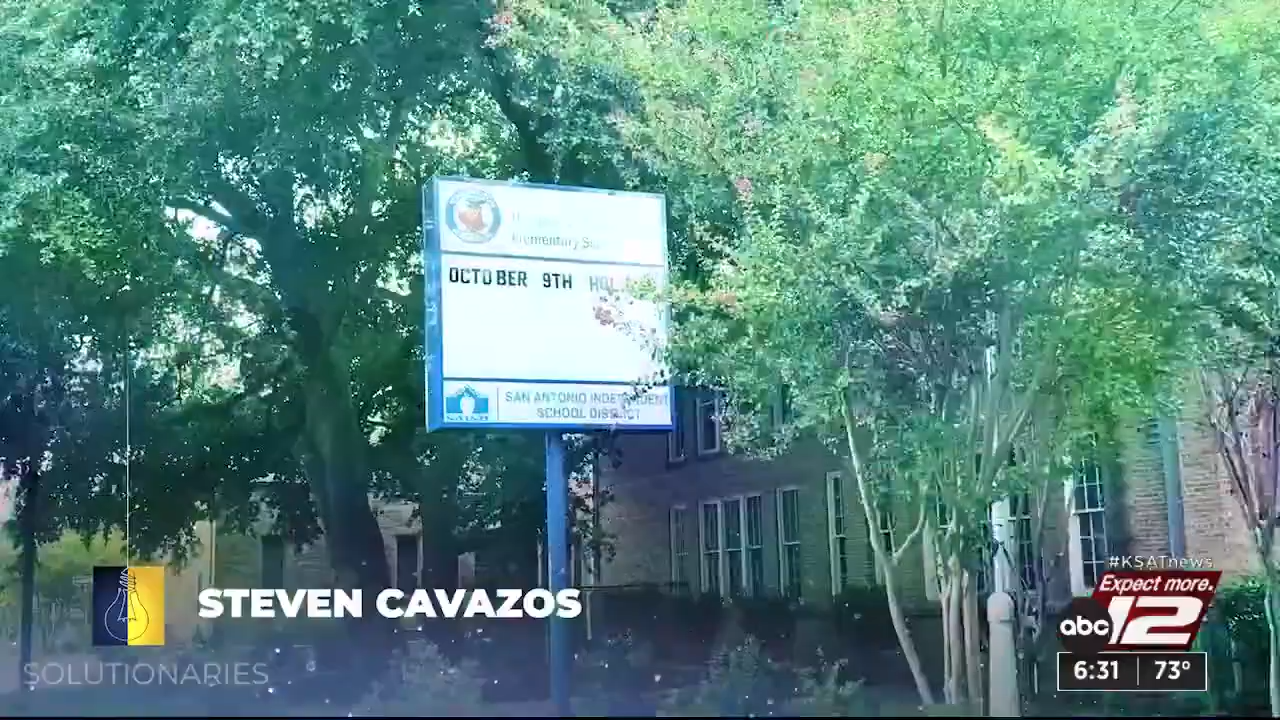 Elementary
OCTOBER 9TH
SAN ANTONIO INDEPENDENT
SCHOOL DISTRICT
STEVEN CAVAZOS
SOLUTIONARIES
#KSATnews
Expect more.
abc 12
6:31 73°